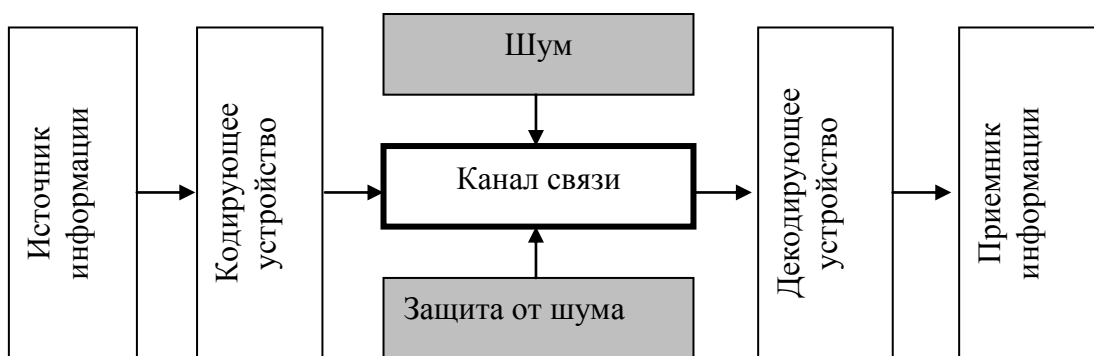 Источник
информации
Кодирующее
устройство
Шум
Канал связи
Защита от шума
Декодирующее
устройство
Приемник
информации